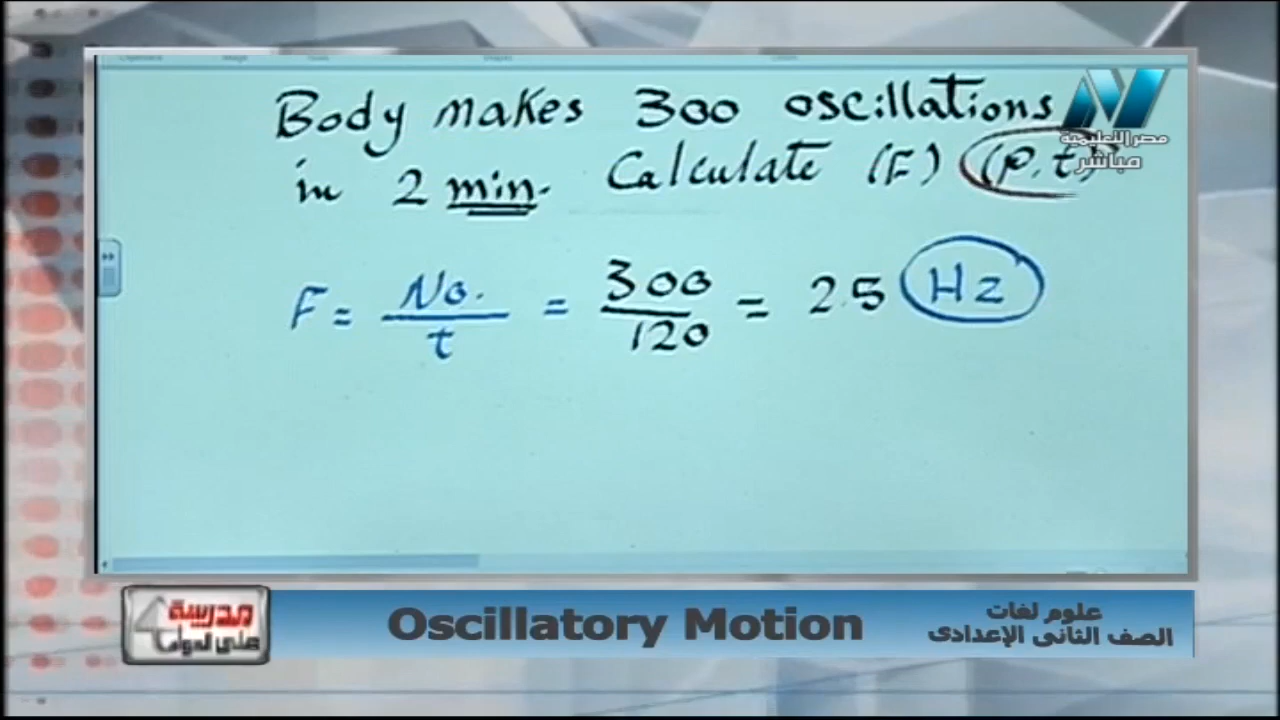 Body makes 300 oscillations
in 2 min. Calculate (F) (P.t)
F = No. / t = 300 / 120 = 2.5 Hz
مصر التعليمية
مباشر
مدرسة
على الهواء
Oscillatory Motion
علوم لغات
الصف الثانى الإعدادى